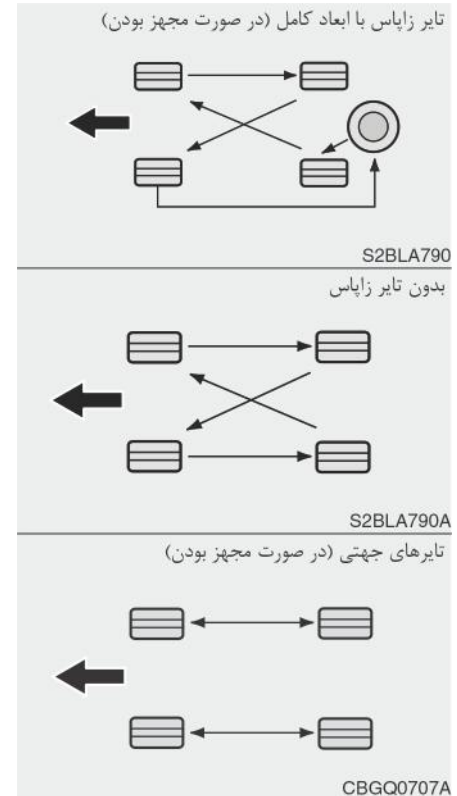 تایر زاپاس با ابعاد کامل (در صورت مجهز بودن)
S2BLA790
بدون تایر زاپاس
S2BLA790A
تایرهای جهتی (در صورت مجهز بودن)
CBGQ0707A